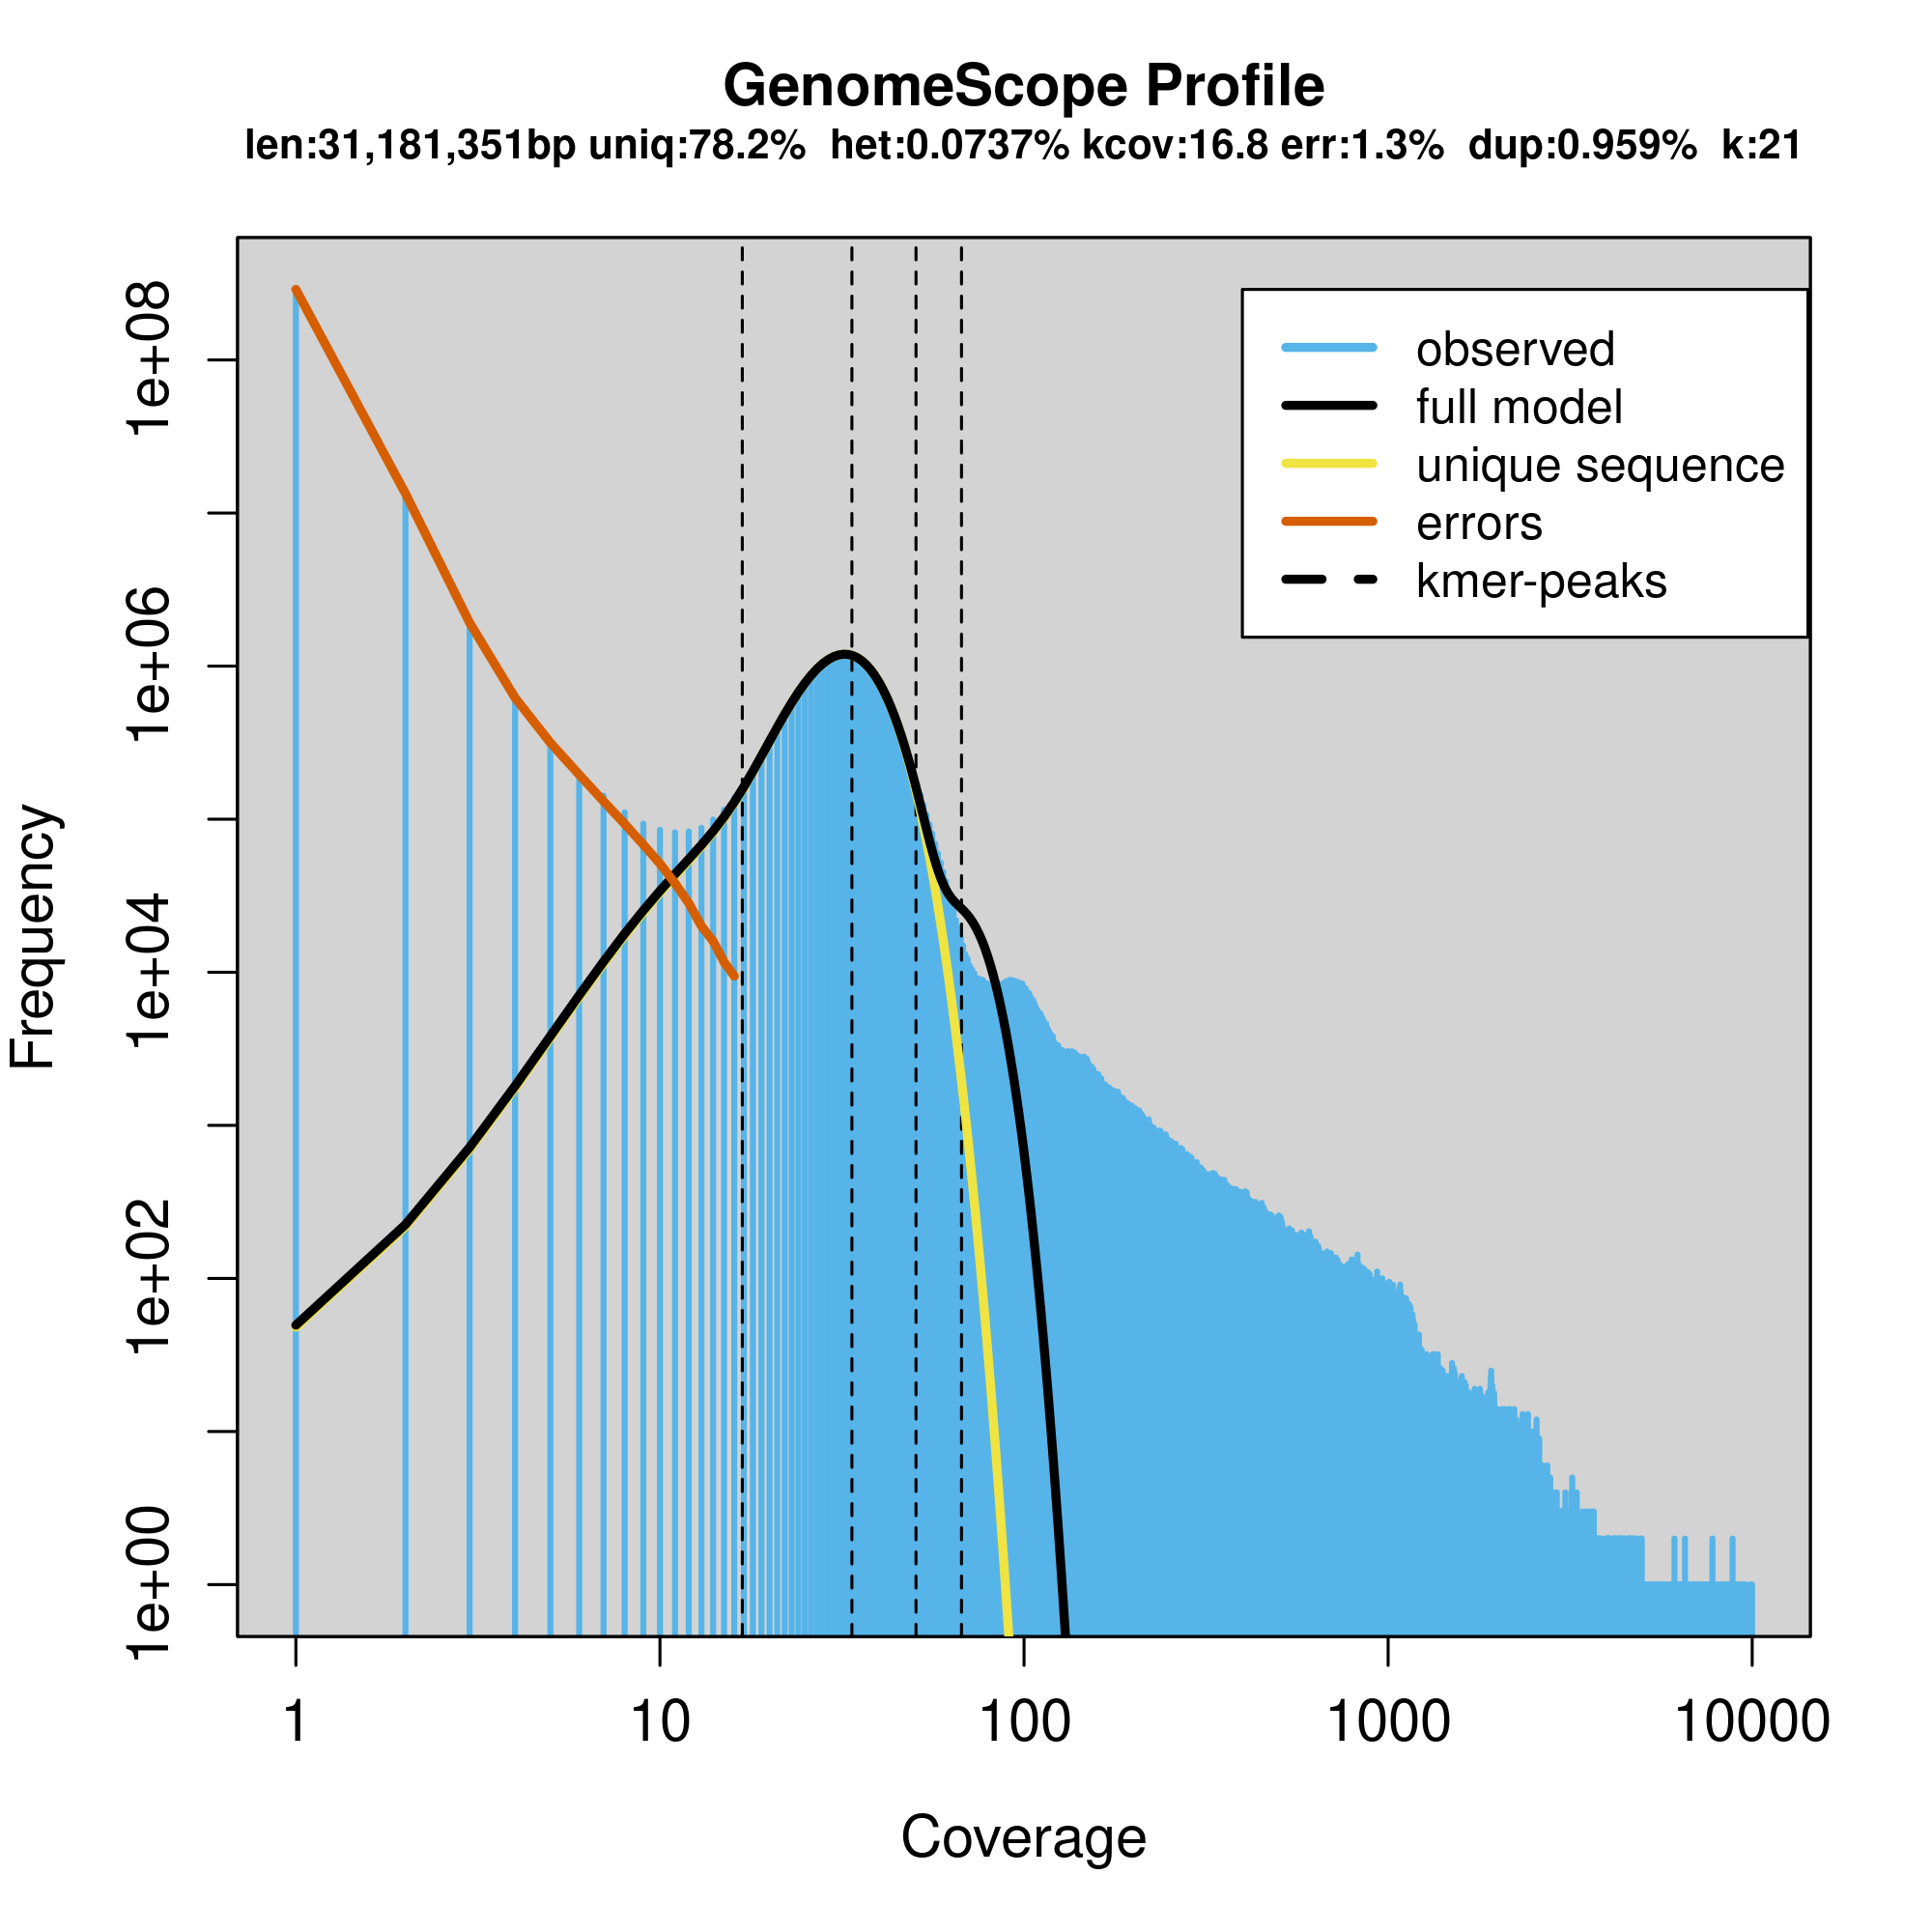 GenomeScope Profile
len:31,181,351bp uniq:78.2% het:0.0737% kcov:16.8 err:1.3% dup:0.959% k:21
observed
full model
unique sequence
errors
kmer-peaks
1e+08
1e+06
1e+04
1e+02
1e+00
Frequency
1 10 100 1000 10000
Coverage